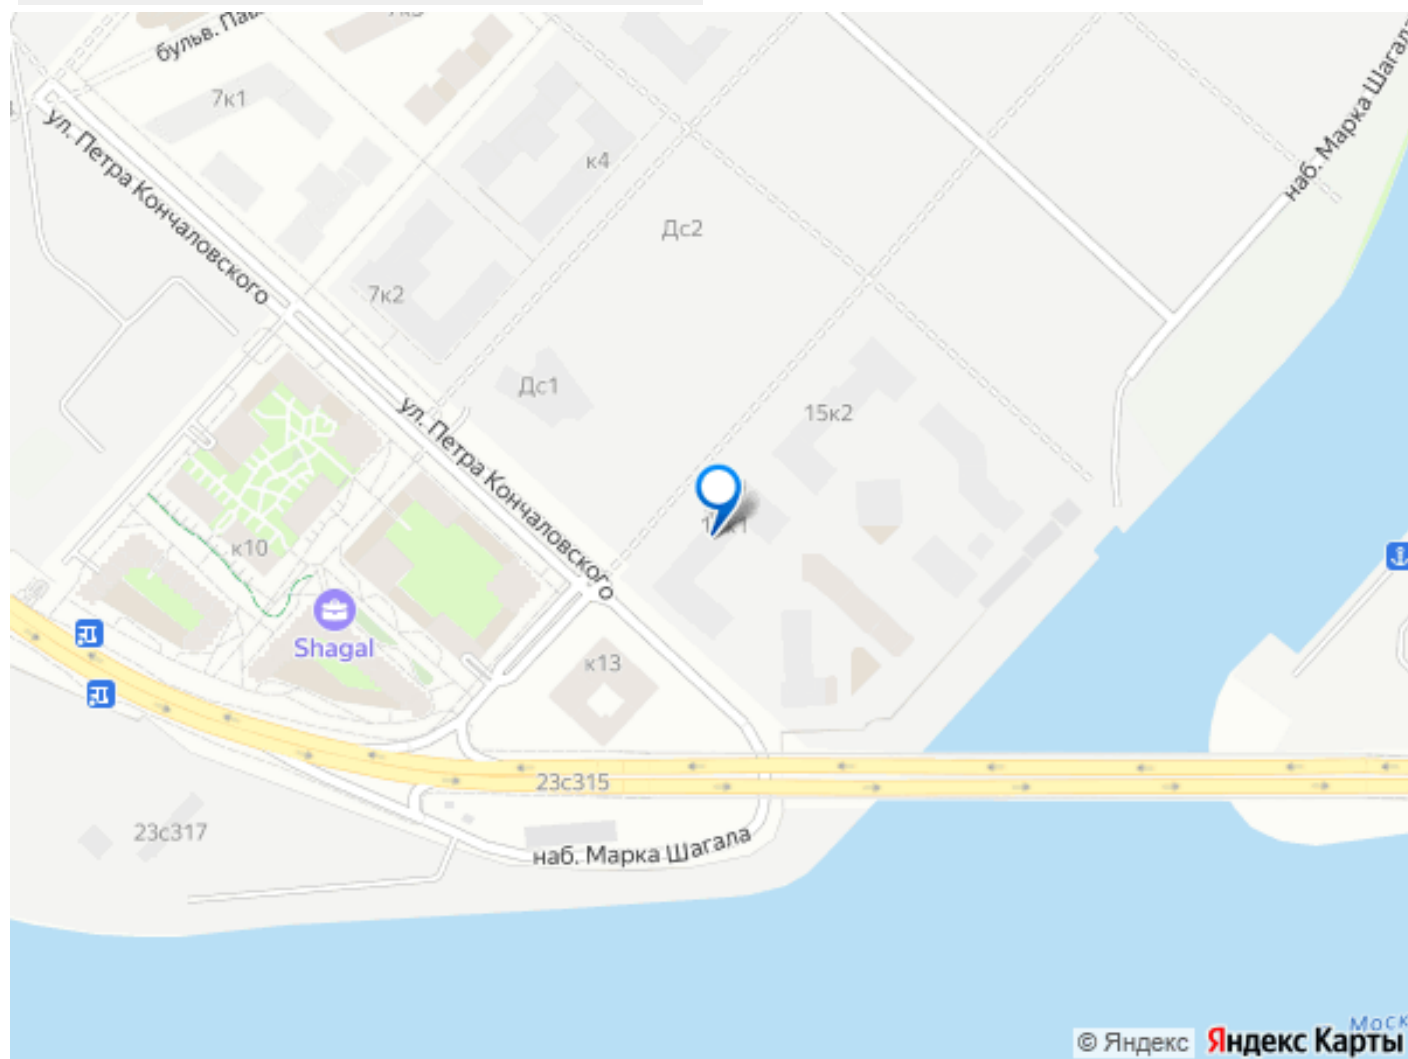 бульв.
7к1
ул. Петра Кончаловского
к4
наб. Марка Шагала
Дс2
7к2
Дс1
ул. Петра Кончаловского
15к2
к10
Shagal
к13
23с315
23с317
наб. Марка Шагала
© Яндекс
Яндекс Карты